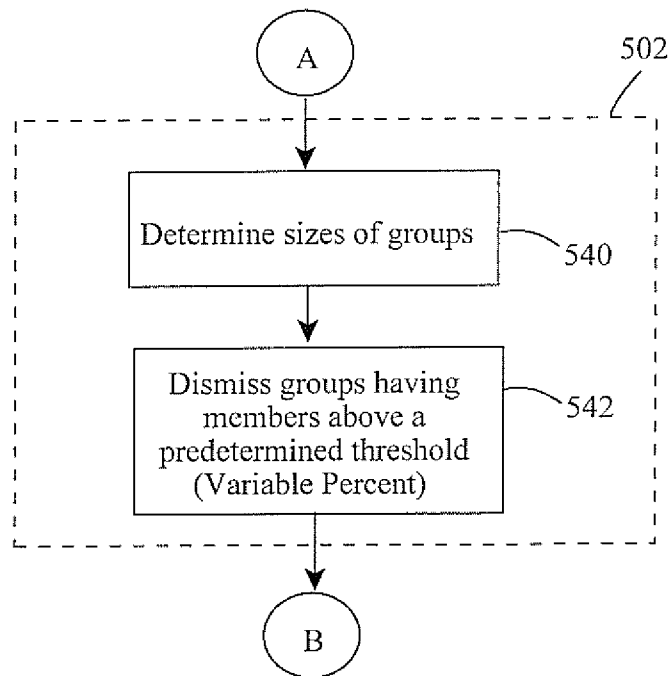 A
502
Determine sizes of groups
540
Dismiss groups having
members above a
predetermined threshold
(Variable Percent)
542
B